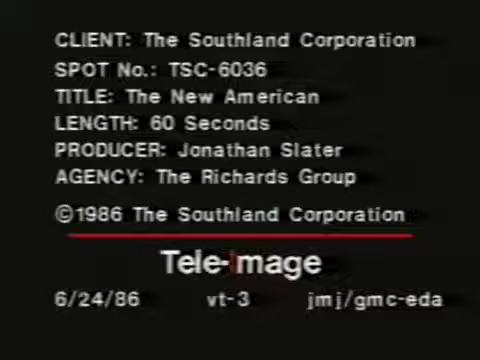 CLIENT: The Southland Corporation
SPOT No.: TSC-6036
TITLE: The New American
LENGTH: 60 Seconds
PRODUCER: Jonathan Slater
AGENCY: The Richards Group
©1986 The Southland Corporation
Tele-Image
6/24/86 vt-3 jmj/gmc-eda